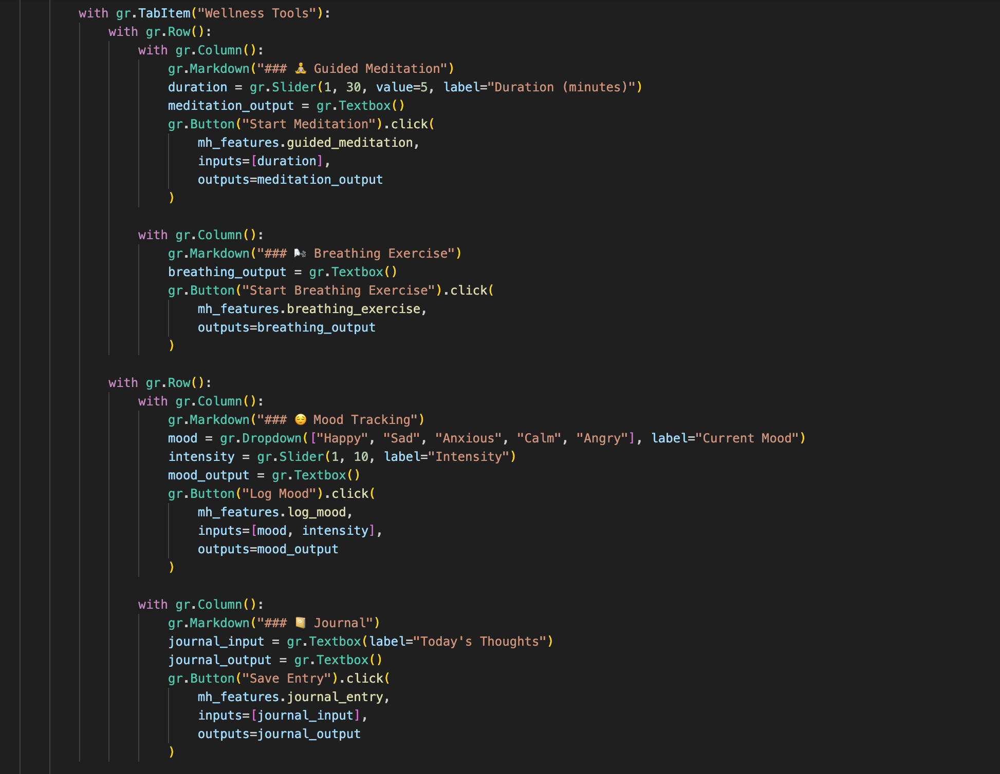 with gr.TabItem("Wellness Tools"):
    with gr.Row():
        with gr.Column():
            gr.Markdown("### 🧘 Guided Meditation")
            duration = gr.Slider(1, 30, value=5, label="Duration (minutes)")
            meditation_output = gr.Textbox()
            gr.Button("Start Meditation").click(
                mh_features.guided_meditation,
                inputs=[duration],
                outputs=meditation_output
            )

        with gr.Column():
            gr.Markdown("### 🌬️ Breathing Exercise")
            breathing_output = gr.Textbox()
            gr.Button("Start Breathing Exercise").click(
                mh_features.breathing_exercise,
                outputs=breathing_output
            )

    with gr.Row():
        with gr.Column():
            gr.Markdown("### 😌 Mood Tracking")
            mood = gr.Dropdown(["Happy", "Sad", "Anxious", "Calm", "Angry"], label="Current Mood")
            intensity = gr.Slider(1, 10, label="Intensity")
            mood_output = gr.Textbox()
            gr.Button("Log Mood").click(
                mh_features.log_mood,
                inputs=[mood, intensity],
                outputs=mood_output
            )

        with gr.Column():
            gr.Markdown("### 📔 Journal")
            journal_input = gr.Textbox(label="Today's Thoughts")
            journal_output = gr.Textbox()
            gr.Button("Save Entry").click(
                mh_features.journal_entry,
                inputs=[journal_input],
                outputs=journal_output
            )